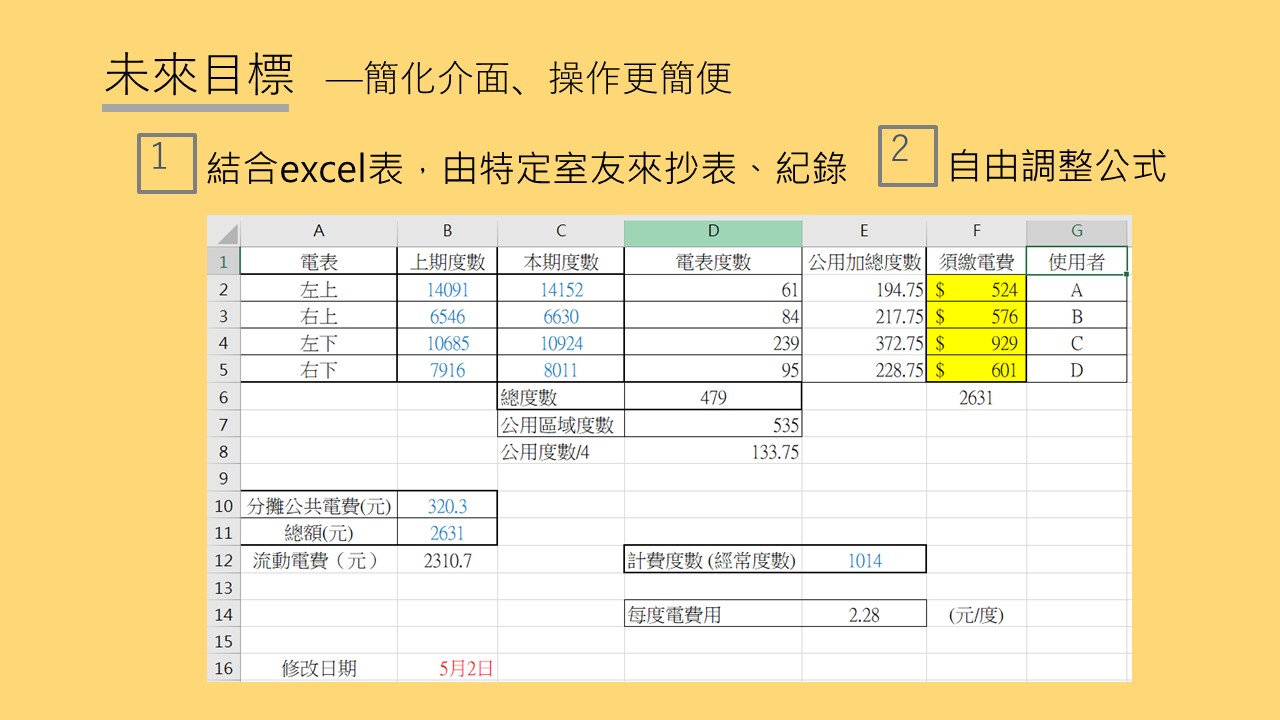 未來目標 —簡化介面、操作更簡便
1 結合excel表，由特定室友來抄表、紀錄 2 自由調整公式
A B C D E F G
1 電表 上期度數 本期度數 電表度數 公用加總度數 須繳電費 使用者
2 左上 14091 14152 61 194.75 $ 524 A
3 右上 6546 6630 84 217.75 $ 576 B
4 左下 10685 10924 239 372.75 $ 929 C
5 右下 7916 8011 95 228.75 $ 601 D
6 總度數 479 2631
7 公用區域度數 535
8 公用度數/4 133.75
9
10 分攤公共電費(元) 320.3
11 總額(元) 2631
12 流動電費（元） 2310.7 計費度數 (經常度數) 1014
13
14 每度電費用 2.28 (元/度)
15
16 修改日期 5月2日